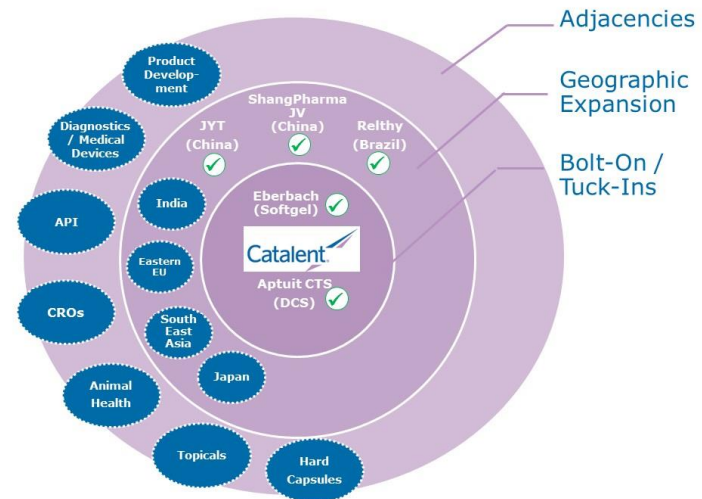 Adjacencies
Geographic
Expansion
Bolt-On /
Tuck-Ins
Product
Develop-
ment
Diagnostics
/ Medical
Devices
API
CROs
Animal
Health
Topicals
Hard
Capsules
JYT
(China)
ShangPharma
JV
(China)
Relthy
(Brazil)
India
Eastern
EU
South
East
Asia
Japan
Eberbach
(Softgel)
Catalent
Aptuit CTS
(DCS)